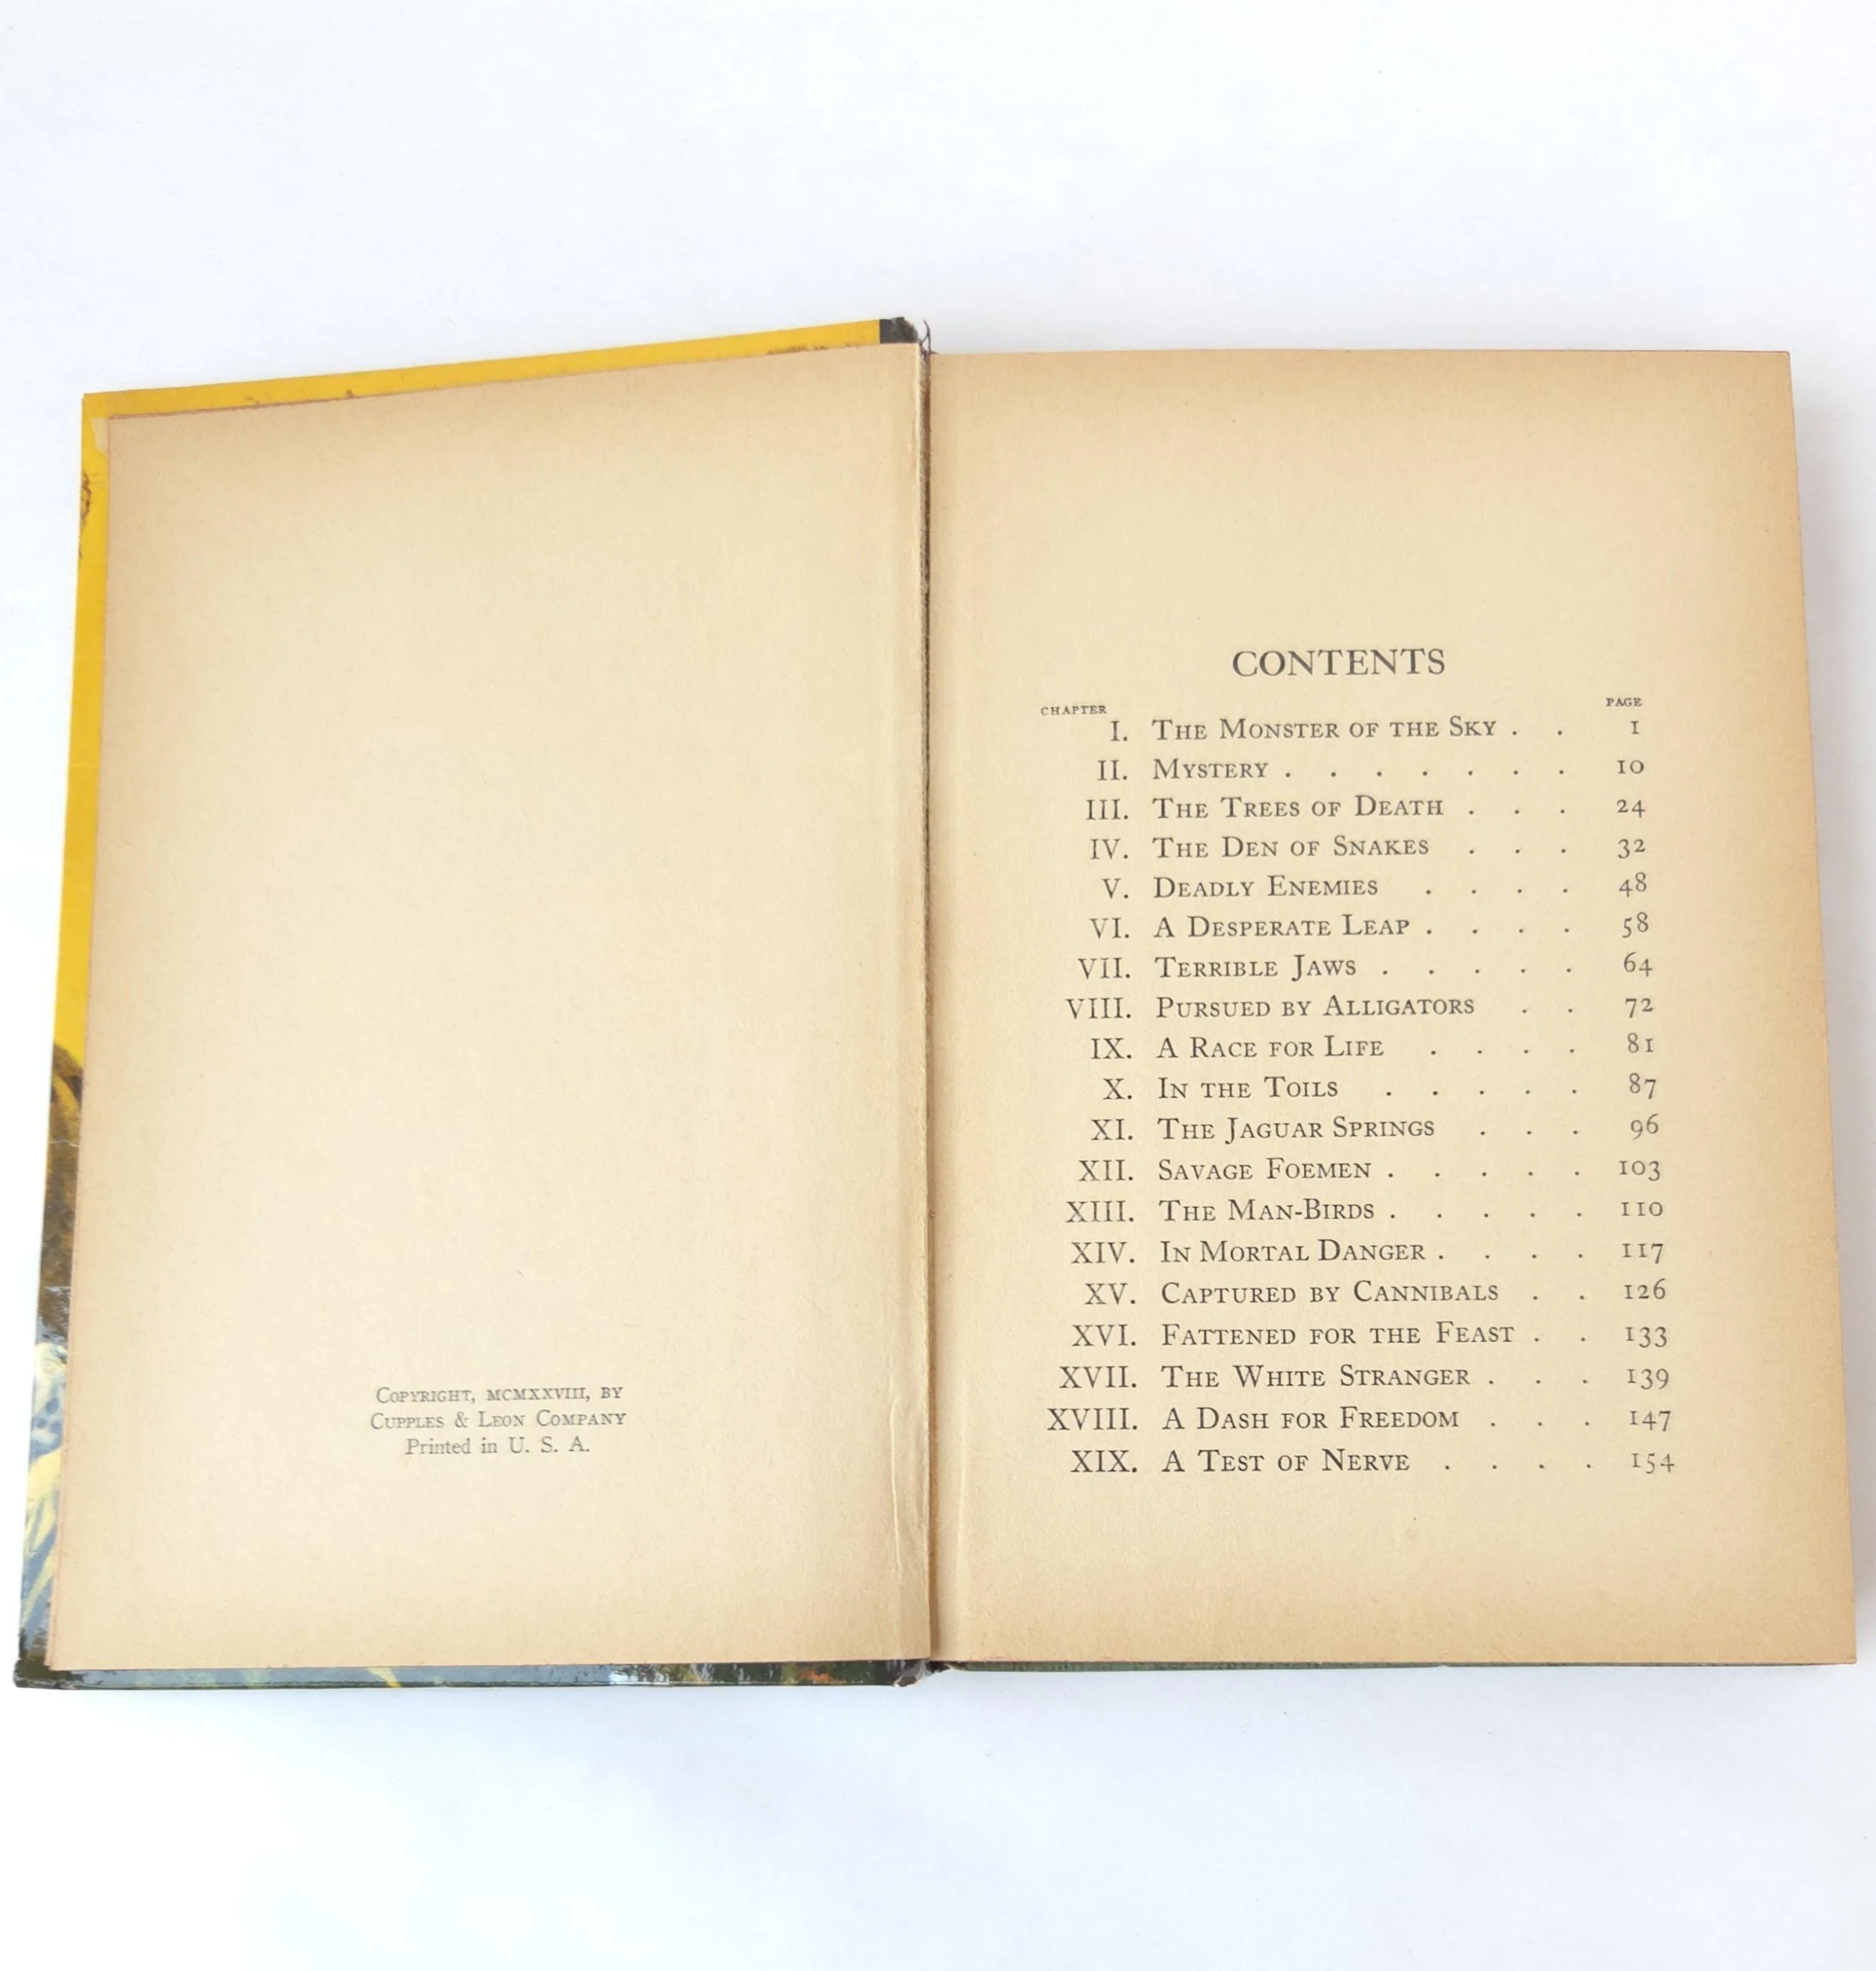 Copyright, MCMXXVIII, by
Cupples & Leon Company
Printed in U. S. A.
CONTENTS
CHAPTER PAGE
I. The Monster of the Sky . . 1
II. Mystery . . . . . . . 10
III. The Trees of Death . . . 24
IV. The Den of Snakes . . . 32
V. Deadly Enemies . . . . 48
VI. A Desperate Leap . . . . 58
VII. Terrible Jaws . . . . . 64
VIII. Pursued by Alligators . . 72
IX. A Race for Life . . . . 81
X. In the Toils . . . . . 87
XI. The Jaguar Springs . . . 96
XII. Savage Foemen . . . . . 103
XIII. The Man-Birds . . . . . 110
XIV. In Mortal Danger . . . . 117
XV. Captured by Cannibals . . 126
XVI. Fattened for the Feast . . 133
XVII. The White Stranger . . . 139
XVIII. A Dash for Freedom . . . 147
XIX. A Test of Nerve . . . . 154